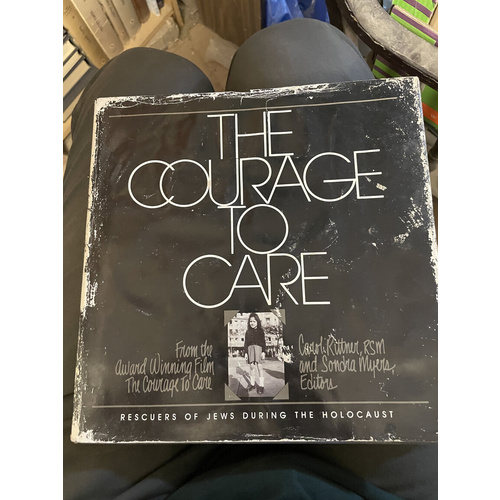 THE
COURAGE
TO
CARE
From the
Award Winning Film
The Courage To Care
Carol Rittner, RSM
and Sondra Myers,
Editors
RESCUERS OF JEWS DURING THE HOLOCAUST